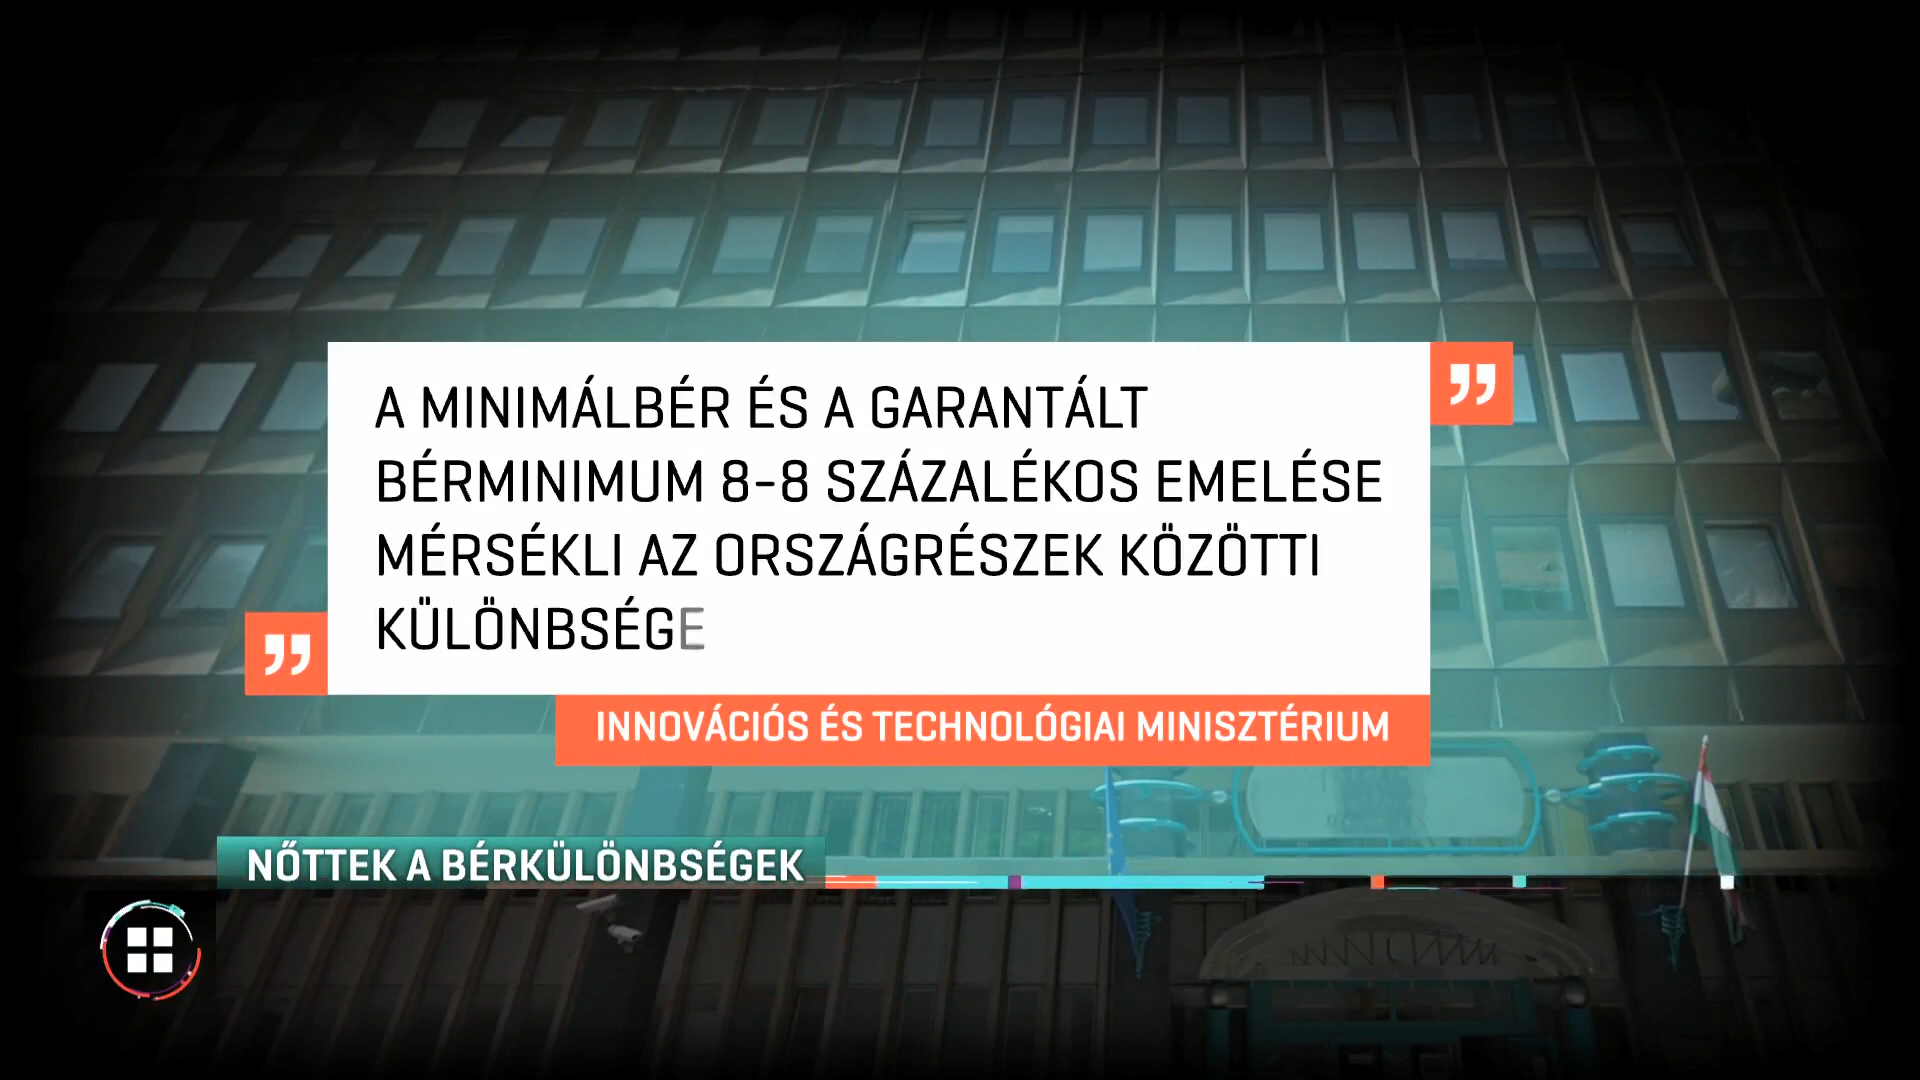 A MINIMÁLBÉR ÉS A GARANTÁLT
BÉRMINIMUM 8-8 SZÁZALÉKOS EMELÉSE
MÉRSÉKLI AZ ORSZÁGRÉSZEK KÖZÖTTI
KÜLÖNBSÉGE
INNOVÁCIÓS ÉS TECHNOLÓGIAI MINISZTÉRIUM
NŐTTEK A BÉRKÜLÖNBSÉGEK